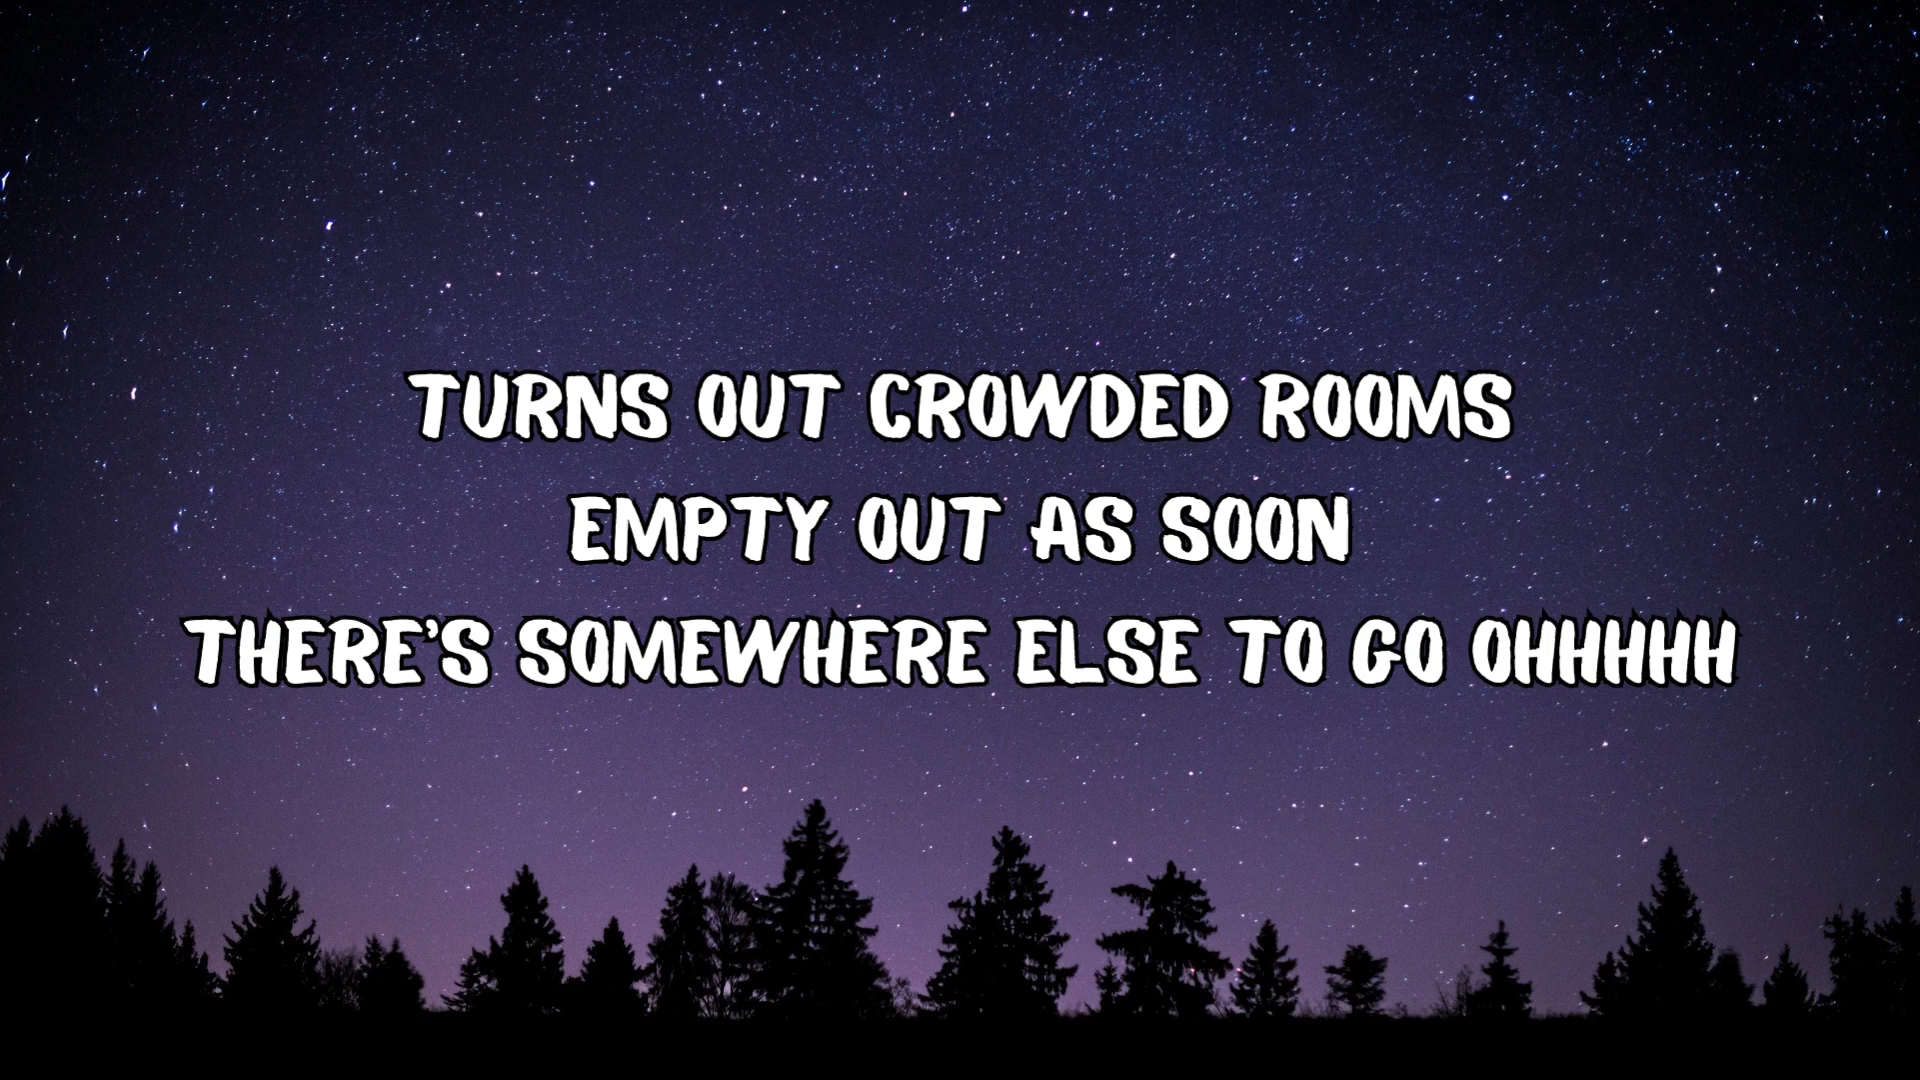 TURNS OUT CROWDED ROOMS
EMPTY OUT AS SOON
THERE'S SOMEWHERE ELSE TO GO OHHHHH